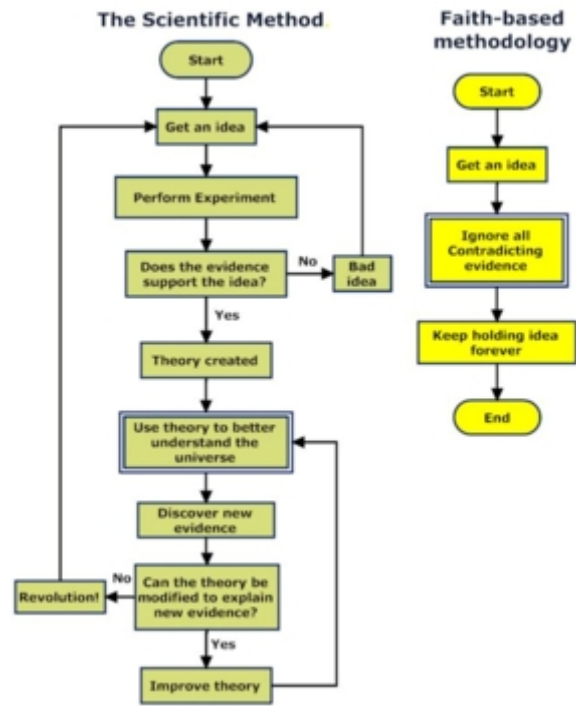 The Scientific Method.
Start
Get an idea
Perform Experiment
Does the evidence
support the idea?
No
Bad
idea
Yes
Theory created
Use theory to better
understand the
universe
Discover new
evidence
Can the theory be
modified to explain
new evidence?
No
Revolution!
Yes
Improve theory
Faith-based
methodology
Start
Get an idea
Ignore all
Contradicting
evidence
Keep holding idea
forever
End